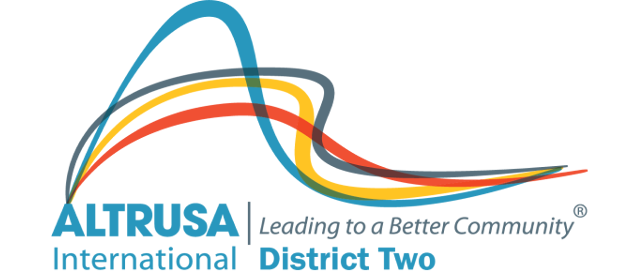 ALTRUSA | Leading to a Better Community®
International District Two